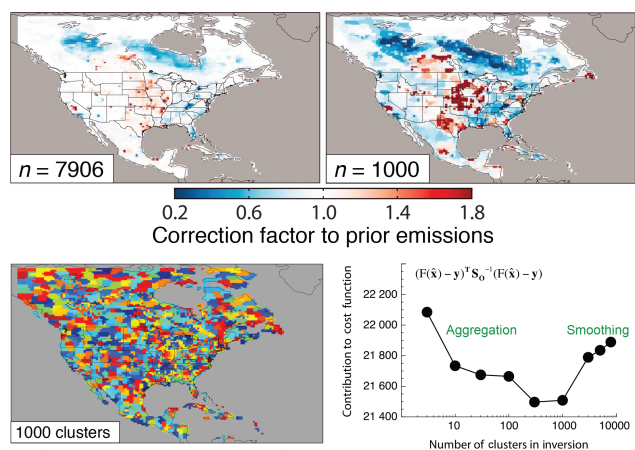 n = 7906
n = 1000
0.2 0.6 1.0 1.4 1.8
Correction factor to prior emissions
1000 clusters
(F(x̂) − y)ᵀ Sₒ⁻¹(F(x̂) − y)
Contribution to cost function
22 200
22 000
21 800
21 600
21 400
Aggregation
Smoothing
10 100 1000 10000
Number of clusters in inversion